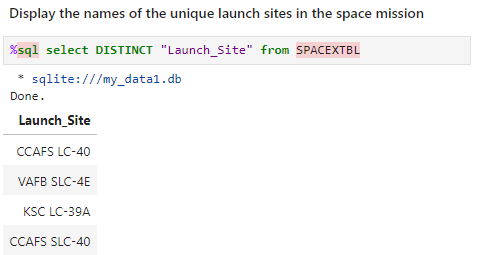 Display the names of the unique launch sites in the space mission
%sql select DISTINCT "Launch_Site" from SPACEXTBL
* sqlite:///my_data1.db
Done.
Launch_Site
CCAFS LC-40
VAFB SLC-4E
KSC LC-39A
CCAFS SLC-40